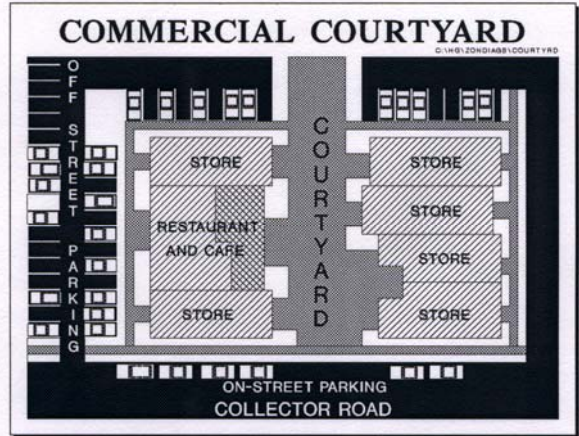 COMMERCIAL COURTYARD
C:\HG\ZONDIAGS\COURTYRD
OFF STREET PARKING
STORE
RESTAURANT
AND CAFE
STORE
COURTYARD
STORE
STORE
STORE
STORE
ON-STREET PARKING
COLLECTOR ROAD